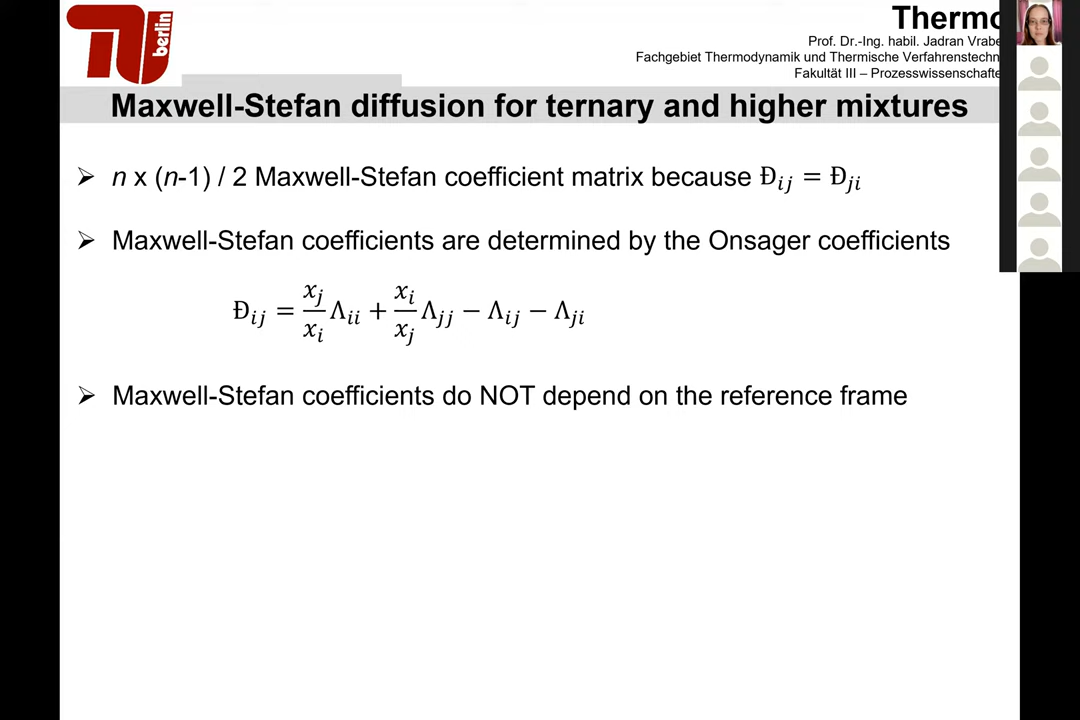 berlin
Thermo
Prof. Dr.-Ing. habil. Jadran Vrabe
Fachgebiet Thermodynamik und Thermische Verfahrenstechn
Fakultät III – Prozesswissenschafte
Maxwell-Stefan diffusion for ternary and higher mixtures
➢ n x (n-1) / 2 Maxwell-Stefan coefficient matrix because Đ_ij = Đ_ji
➢ Maxwell-Stefan coefficients are determined by the Onsager coefficients
Đ_ij = x_j/x_i Λ_ii + x_i/x_j Λ_jj − Λ_ij − Λ_ji
➢ Maxwell-Stefan coefficients do NOT depend on the reference frame